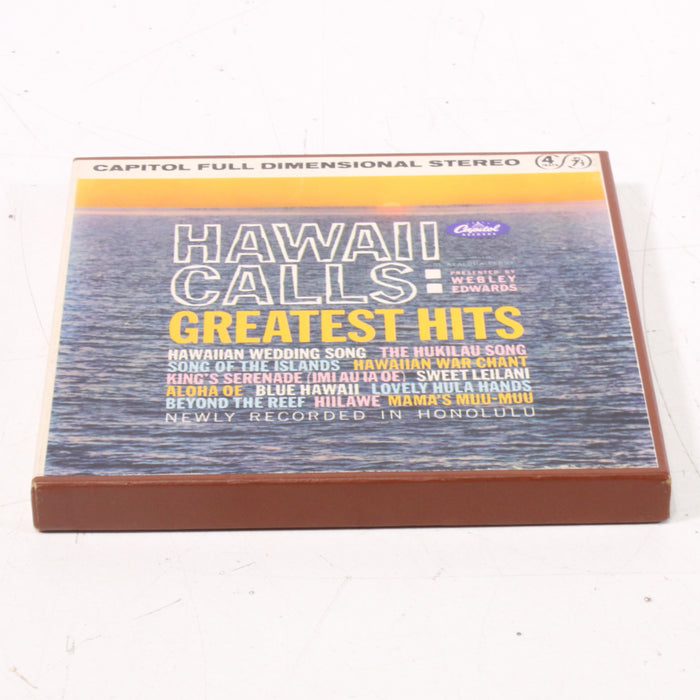 CAPITOL FULL DIMENSIONAL STEREO 4 7½
HAWAII
Capitol
RECORDS
CALLS:
PRESENTED BY
WEBLEY
EDWARDS
GREATEST HITS
HAWAIIAN WEDDING SONG THE HUKILAU SONG
SONG OF THE ISLANDS HAWAIIAN WAR CHANT
KING'S SERENADE (IMI AU IA OE) SWEET LEILANI
ALOHA OE BLUE HAWAII LOVELY HULA HANDS
BEYOND THE REEF HIILAWE MAMA'S MUU-MUU
NEWLY RECORDED IN HONOLULU